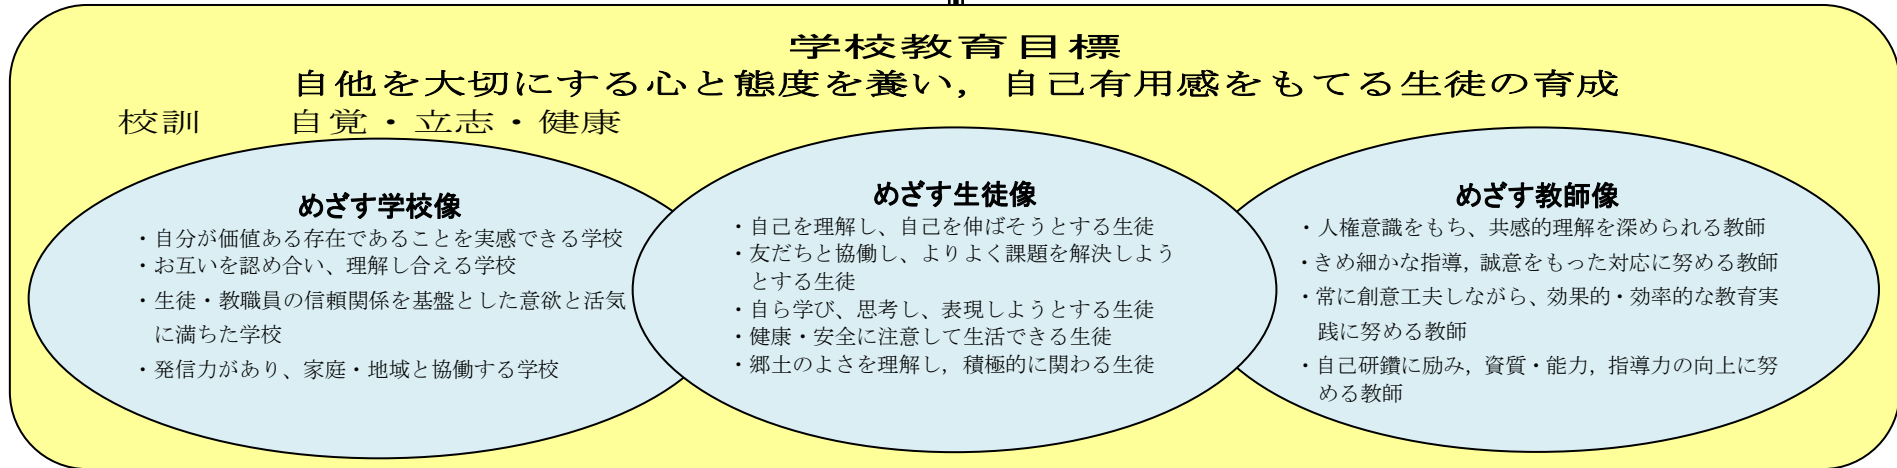 学校教育目標
自他を大切にする心と態度を養い，自己有用感をもてる生徒の育成
校訓　　自覚・立志・健康
めざす学校像
・自分が価値ある存在であることを実感できる学校
・お互いを認め合い、理解し合える学校
・生徒・教職員の信頼関係を基盤とした意欲と活気
に満ちた学校
・発信力があり、家庭・地域と協働する学校
めざす生徒像
・自己を理解し、自己を伸ばそうとする生徒
・友だちと協働し、よりよく課題を解決しよう
とする生徒
・自ら学び、思考し、表現しようとする生徒
・健康・安全に注意して生活できる生徒
・郷土のよさを理解し，積極的に関わる生徒
めざす教師像
・人権意識をもち、共感的理解を深められる教師
・きめ細かな指導，誠意をもった対応に努める教師
・常に創意工夫しながら、効果的・効率的な教育実
践に努める教師
・自己研鑽に励み，資質・能力，指導力の向上に努
める教師